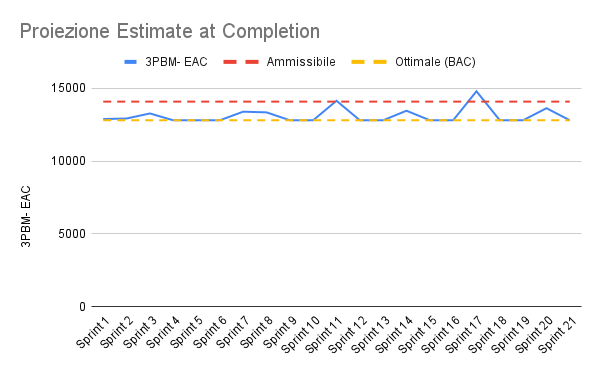 Proiezione Estimate at Completion
3PBM- EAC
Ammissibile
Ottimale (BAC)
15000
10000
5000
0
3PBM- EAC
Sprint 1
Sprint 2
Sprint 3
Sprint 4
Sprint 5
Sprint 6
Sprint 7
Sprint 8
Sprint 9
Sprint 10
Sprint 11
Sprint 12
Sprint 13
Sprint 14
Sprint 15
Sprint 16
Sprint 17
Sprint 18
Sprint 19
Sprint 20
Sprint 21